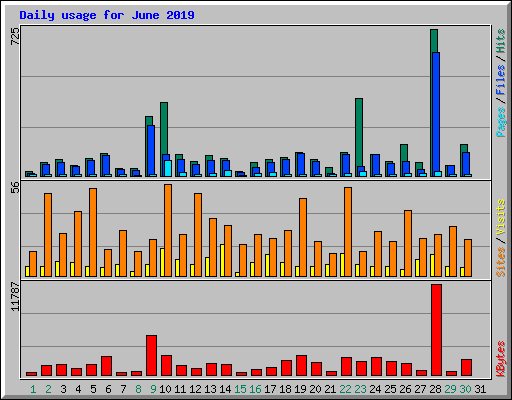 Daily usage for June 2019
725
56
11787
Pages / Files / Hits
Sites / Visits
KBytes
1 2 3 4 5 6 7 8 9 10 11 12 13 14 15 16 17 18 19 20 21 22 23 24 25 26 27 28 29 30 31